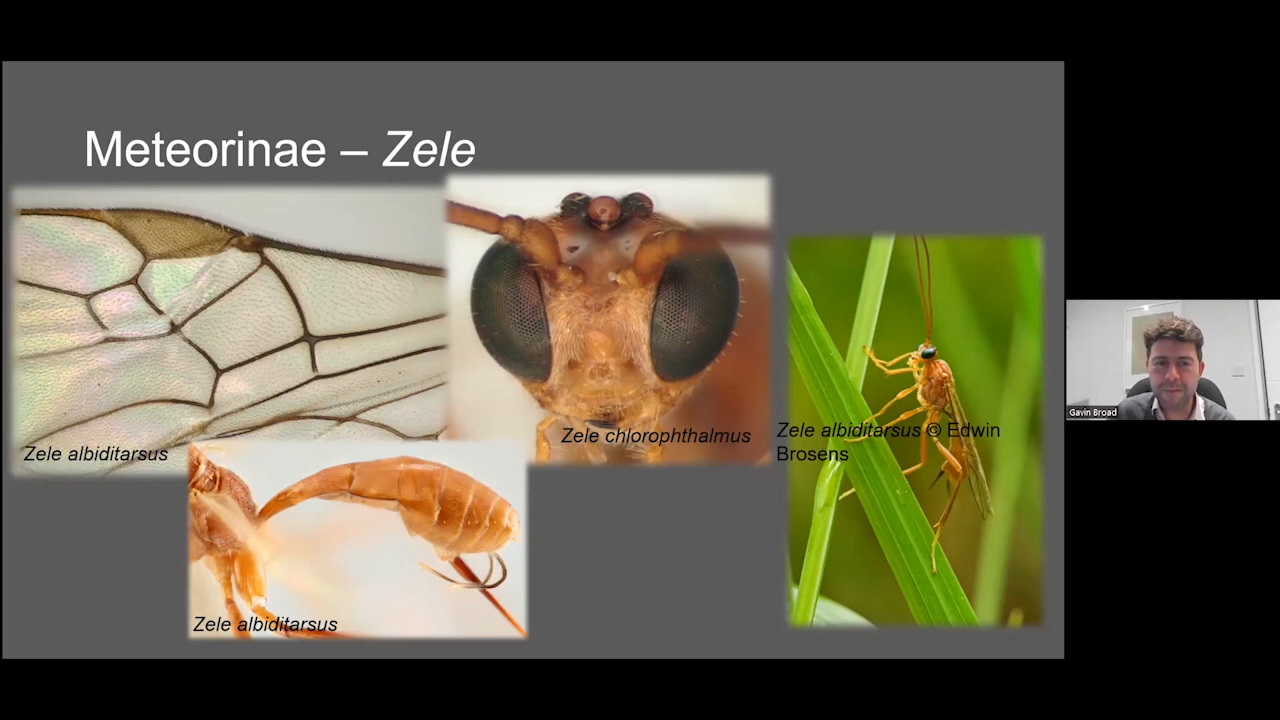 Meteorinae – Zele
Zele albiditarsus
Zele chlorophthalmus
Zele albiditarsus © Edwin
Brosens
Zele albiditarsus
Gavin Broad